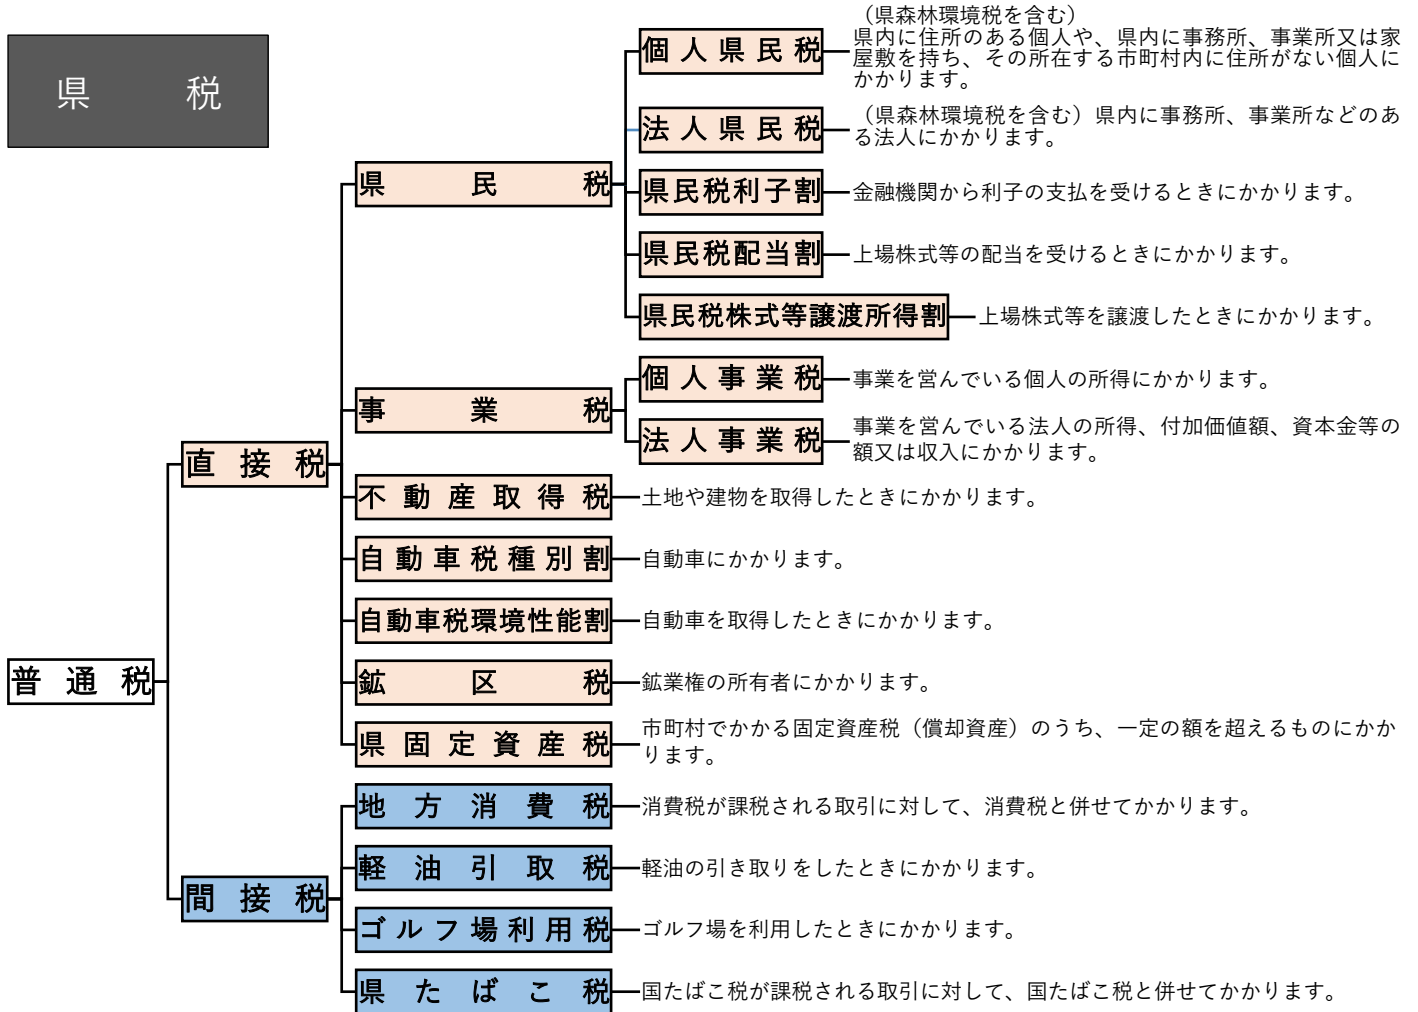 県　税
（県森林環境税を含む）
個人県民税
県内に住所のある個人や、県内に事務所、事業所又は家
屋敷を持ち、その所在する市町村内に住所がない個人に
かかります。
法人県民税
（県森林環境税を含む）県内に事務所、事業所などのあ
る法人にかかります。
県民税
県民税利子割
金融機関から利子の支払を受けるときにかかります。
県民税配当割
上場株式等の配当を受けるときにかかります。
県民税株式等譲渡所得割
上場株式等を譲渡したときにかかります。
事業税
個人事業税
事業を営んでいる個人の所得にかかります。
法人事業税
事業を営んでいる法人の所得、付加価値額、資本金等の
額又は収入にかかります。
直接税
不動産取得税
土地や建物を取得したときにかかります。
自動車税種別割
自動車にかかります。
自動車税環境性能割
自動車を取得したときにかかります。
普通税
鉱区税
鉱業権の所有者にかかります。
県固定資産税
市町村でかかる固定資産税（償却資産）のうち、一定の額を超えるものにかか
ります。
地方消費税
消費税が課税される取引に対して、消費税と併せてかかります。
間接税
軽油引取税
軽油の引き取りをしたときにかかります。
ゴルフ場利用税
ゴルフ場を利用したときにかかります。
県たばこ税
国たばこ税が課税される取引に対して、国たばこ税と併せてかかります。